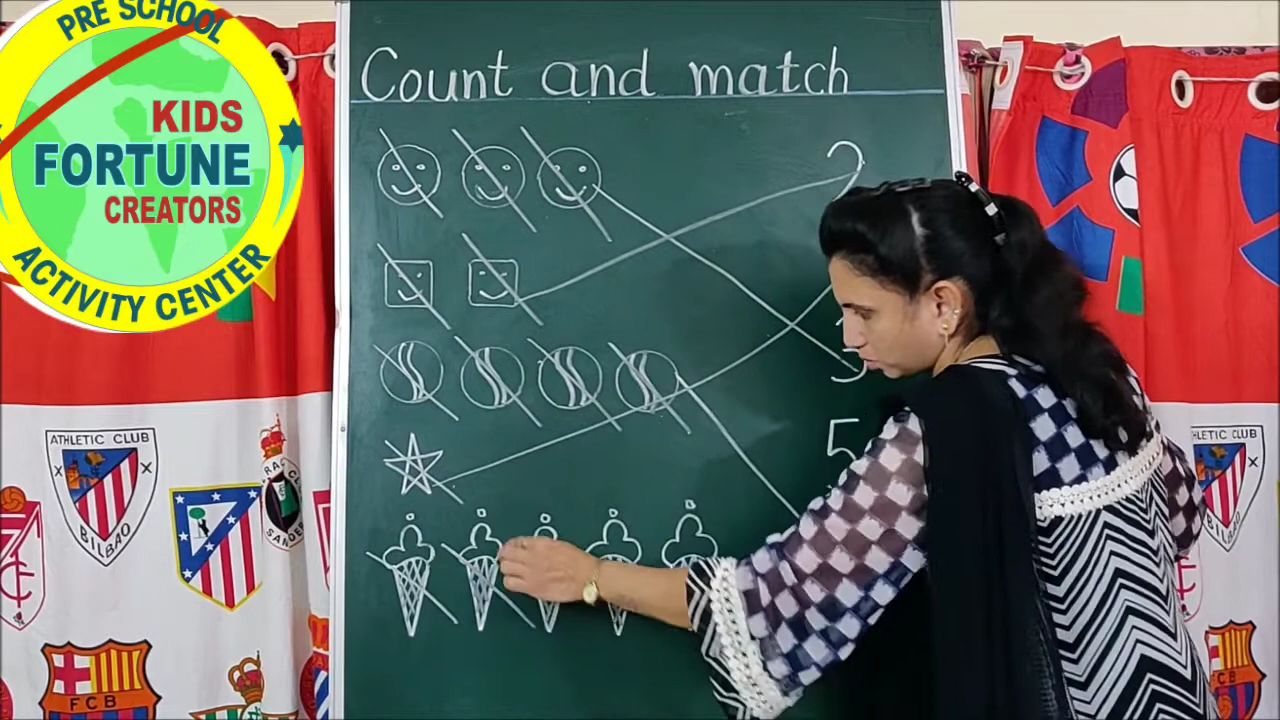 PRE SCHOOL
KIDS
FORTUNE
CREATORS
ACTIVITY CENTER
Count and match
2
3
5
ATHLETIC CLUB
BILBAO
ATHLETIC CLUB
BILBAO
FCB